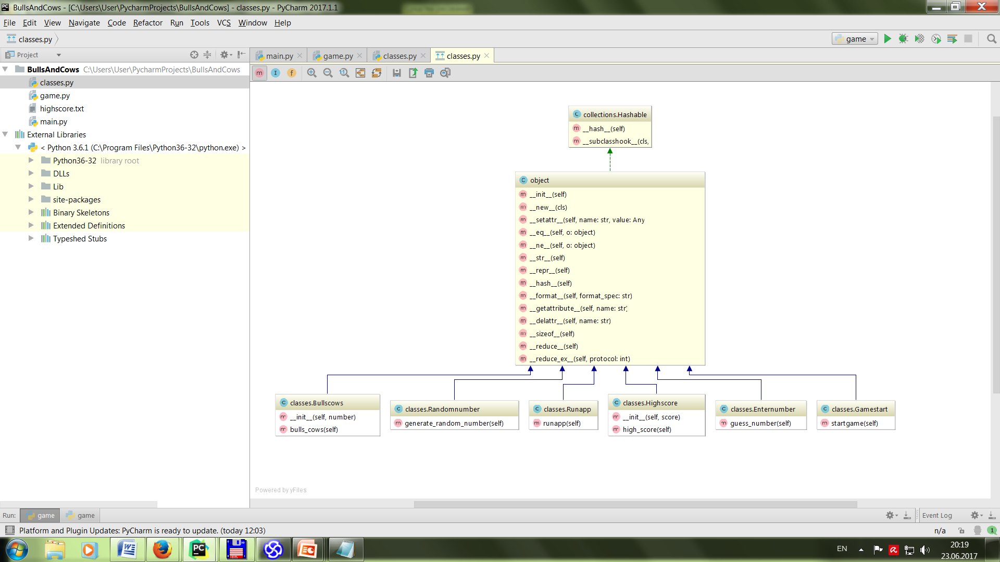 BullsAndCows - [C:\Users\User\PycharmProjects\BullsAndCows] - classes.py - PyCharm 2017.1.1
File Edit View Navigate Code Refactor Run Tools VCS Window Help
classes.py
game
Project
main.py game.py classes.py classes.py
BullsAndCows C:\Users\User\PycharmProjects\BullsAndCows
classes.py
game.py
highscore.txt
main.py
External Libraries
< Python 3.6.1 (C:\Program Files\Python36-32\python.exe) >
Python36-32 library root
DLLs
Lib
site-packages
Binary Skeletons
Extended Definitions
Typeshed Stubs
collections.Hashable
__hash__(self)
__subclasshook__(cls,
object
__init__(self)
__new__(cls)
__setattr__(self, name: str, value: Any
__eq__(self, o: object)
__ne__(self, o: object)
__str__(self)
__repr__(self)
__hash__(self)
__format__(self, format_spec: str)
__getattribute__(self, name: str)
__delattr__(self, name: str)
__sizeof__(self)
__reduce__(self)
__reduce_ex__(self, protocol: int)
classes.Bullscows
__init__(self, number)
bulls_cows(self)
classes.Randomnumber
generate_random_number(self)
classes.Runapp
runapp(self)
classes.Highscore
__init__(self, score)
high_score(self)
classes.Enternumber
guess_number(self)
classes.Gamestart
startgame(self)
Powered by yFiles
Run: game game
Event Log
Platform and Plugin Updates: PyCharm is ready to update. (today 12:03)
n/a
1
EN
20:19
23.06.2017